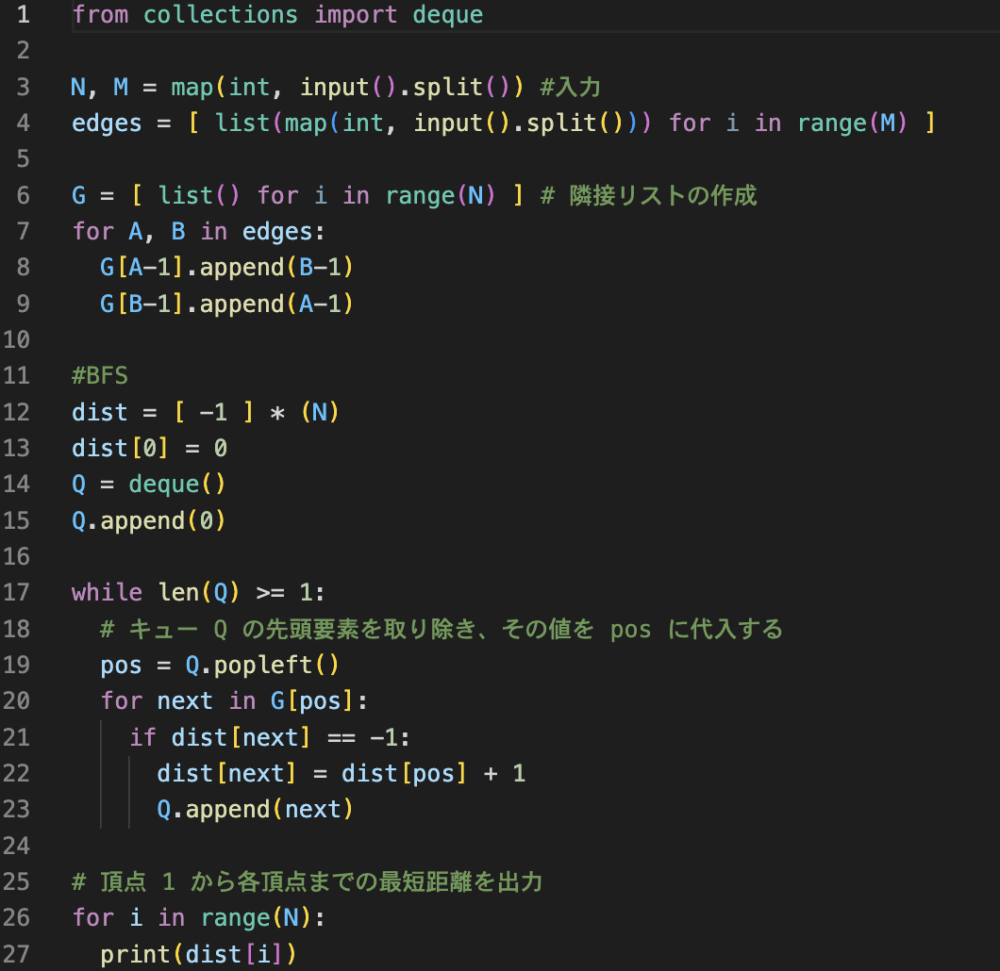 1 from collections import deque
2
3 N, M = map(int, input().split()) #入力
4 edges = [ list(map(int, input().split())) for i in range(M) ]
5
6 G = [ list() for i in range(N) ] # 隣接リストの作成
7 for A, B in edges:
8   G[A-1].append(B-1)
9   G[B-1].append(A-1)
10
11 #BFS
12 dist = [ -1 ] * (N)
13 dist[0] = 0
14 Q = deque()
15 Q.append(0)
16
17 while len(Q) >= 1:
18   # キュー Q の先頭要素を取り除き、その値を pos に代入する
19   pos = Q.popleft()
20   for next in G[pos]:
21     if dist[next] == -1:
22       dist[next] = dist[pos] + 1
23       Q.append(next)
24
25 # 頂点 1 から各頂点までの最短距離を出力
26 for i in range(N):
27   print(dist[i])